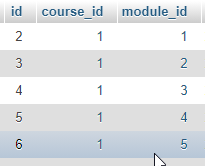 id course_id module_id
2 1 1
3 1 2
4 1 3
5 1 4
6 1 5